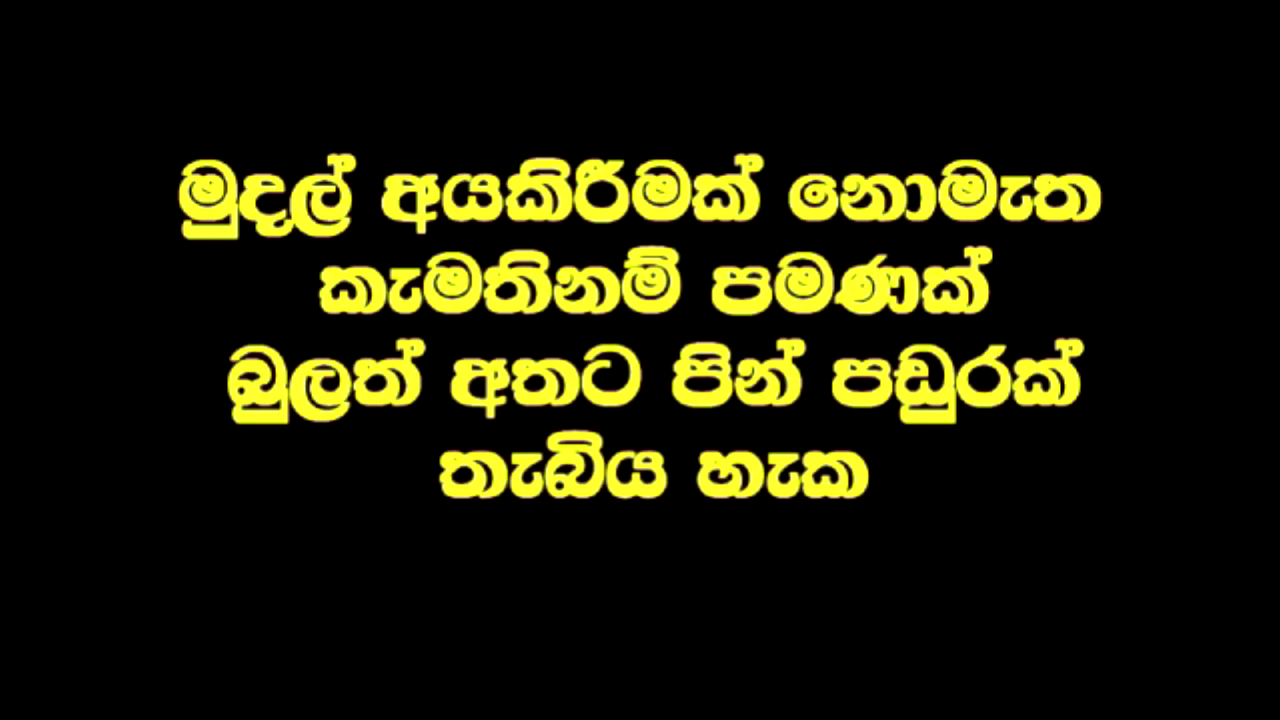 මුදල් අයකිරීමක් නොමැත
කැමතිනම් පමණක්
බුලත් අතට පින් පඩුරක්
තැබිය හැක